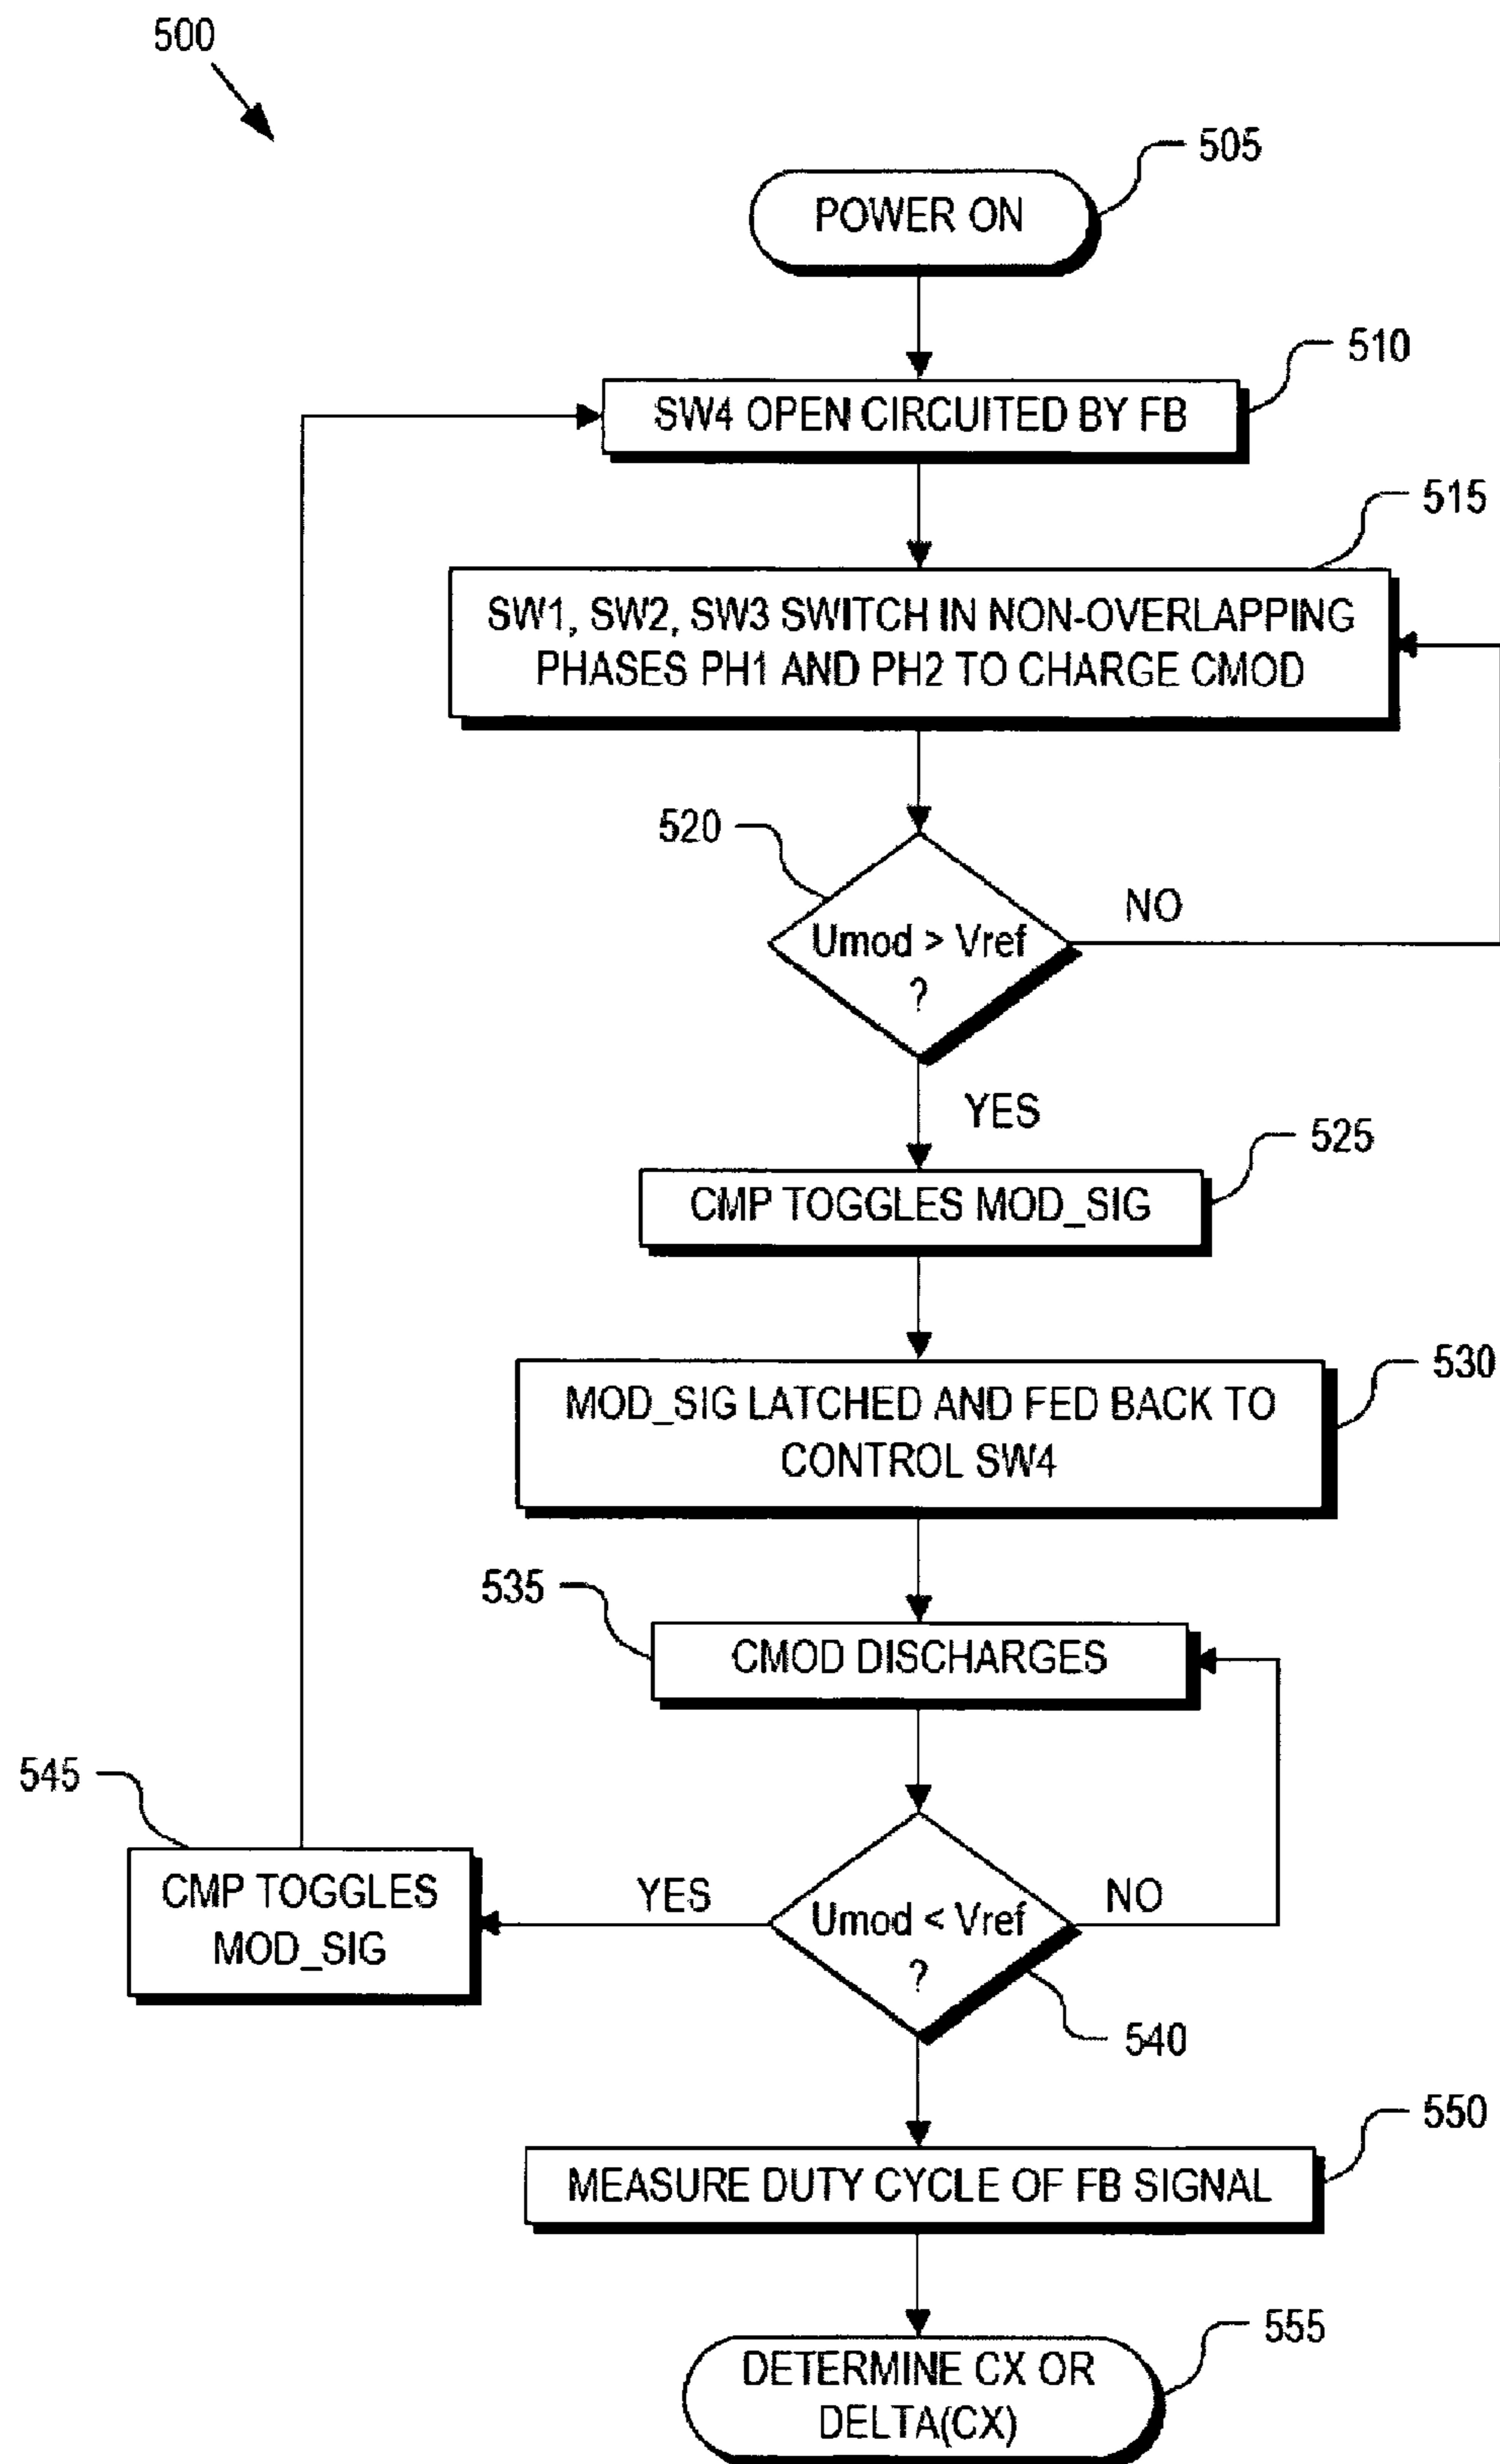 500
505
POWER ON
510
SW4 OPEN CIRCUITED BY FB
515
SW1, SW2, SW3 SWITCH IN NON-OVERLAPPING
PHASES PH1 AND PH2 TO CHARGE CMOD
520
NO
Umod > Vref
?
YES
525
CMP TOGGLES MOD_SIG
530
MOD_SIG LATCHED AND FED BACK TO
CONTROL SW4
535
CMOD DISCHARGES
545
CMP TOGGLES
MOD_SIG
YES
Umod < Vref
?
NO
540
550
MEASURE DUTY CYCLE OF FB SIGNAL
555
DETERMINE CX OR
DELTA(CX)